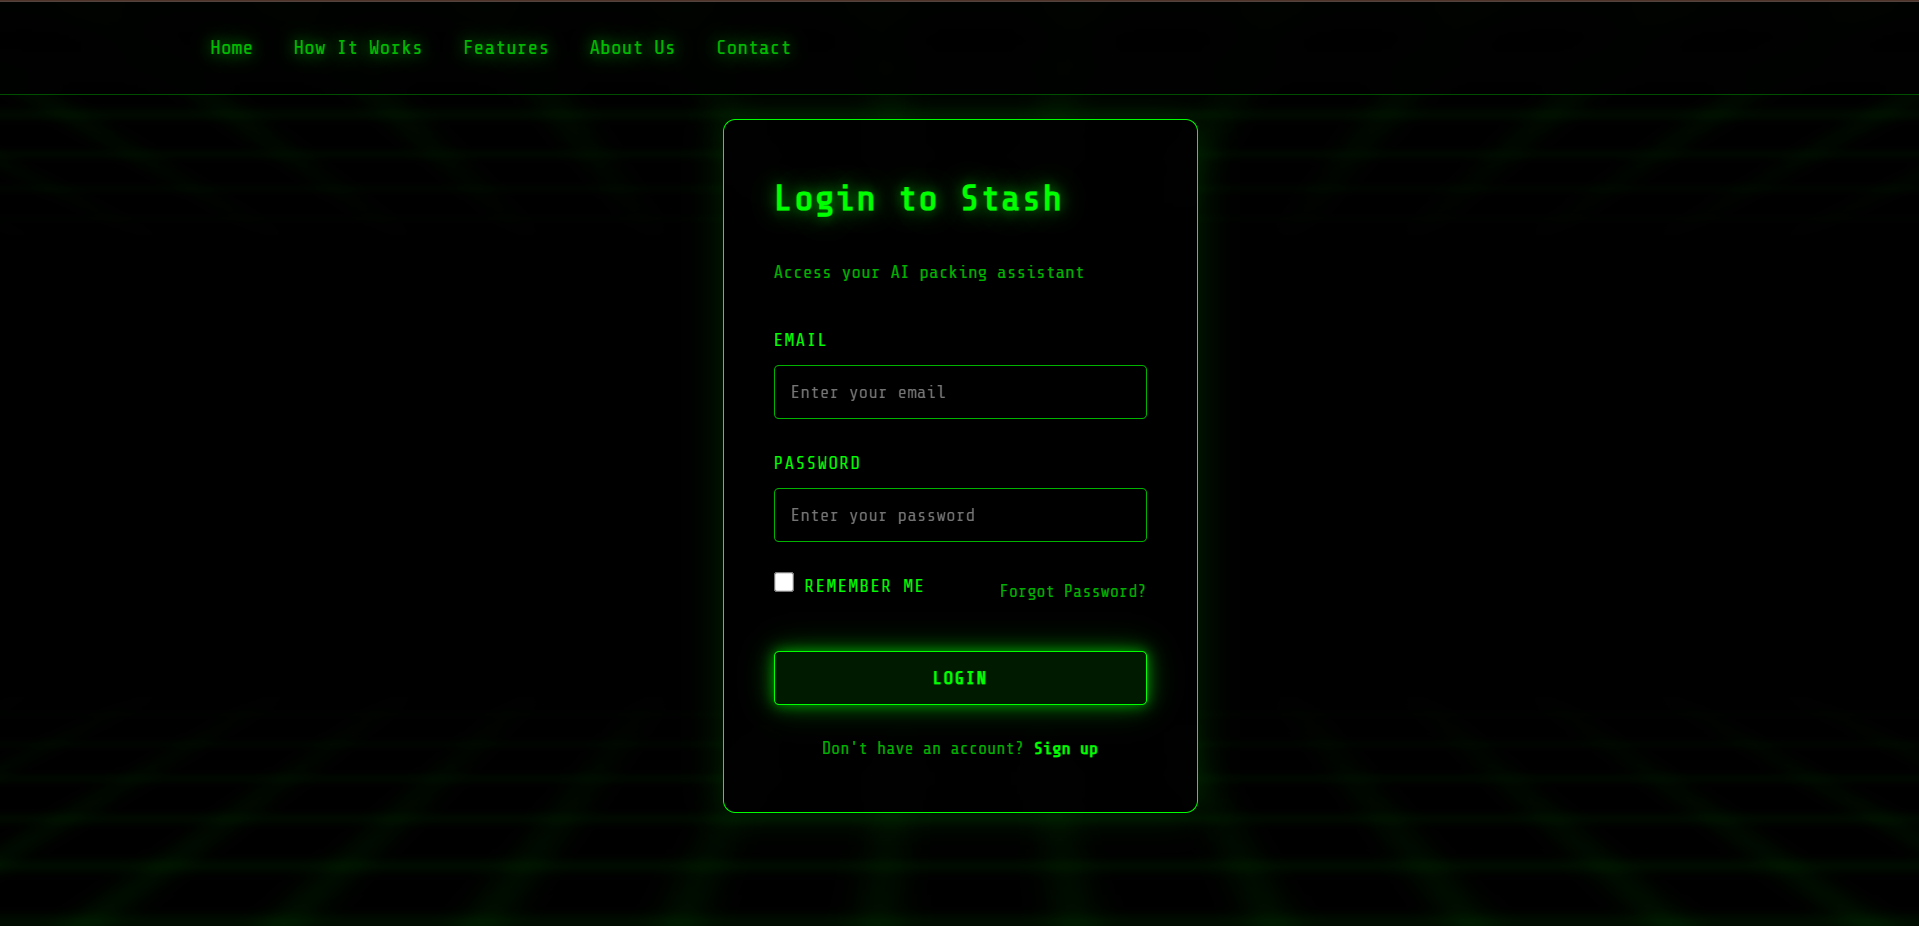 Home How It Works Features About Us Contact
Login to Stash
Access your AI packing assistant
EMAIL
Enter your email
PASSWORD
Enter your password
REMEMBER ME Forgot Password?
LOGIN
Don't have an account? Sign up